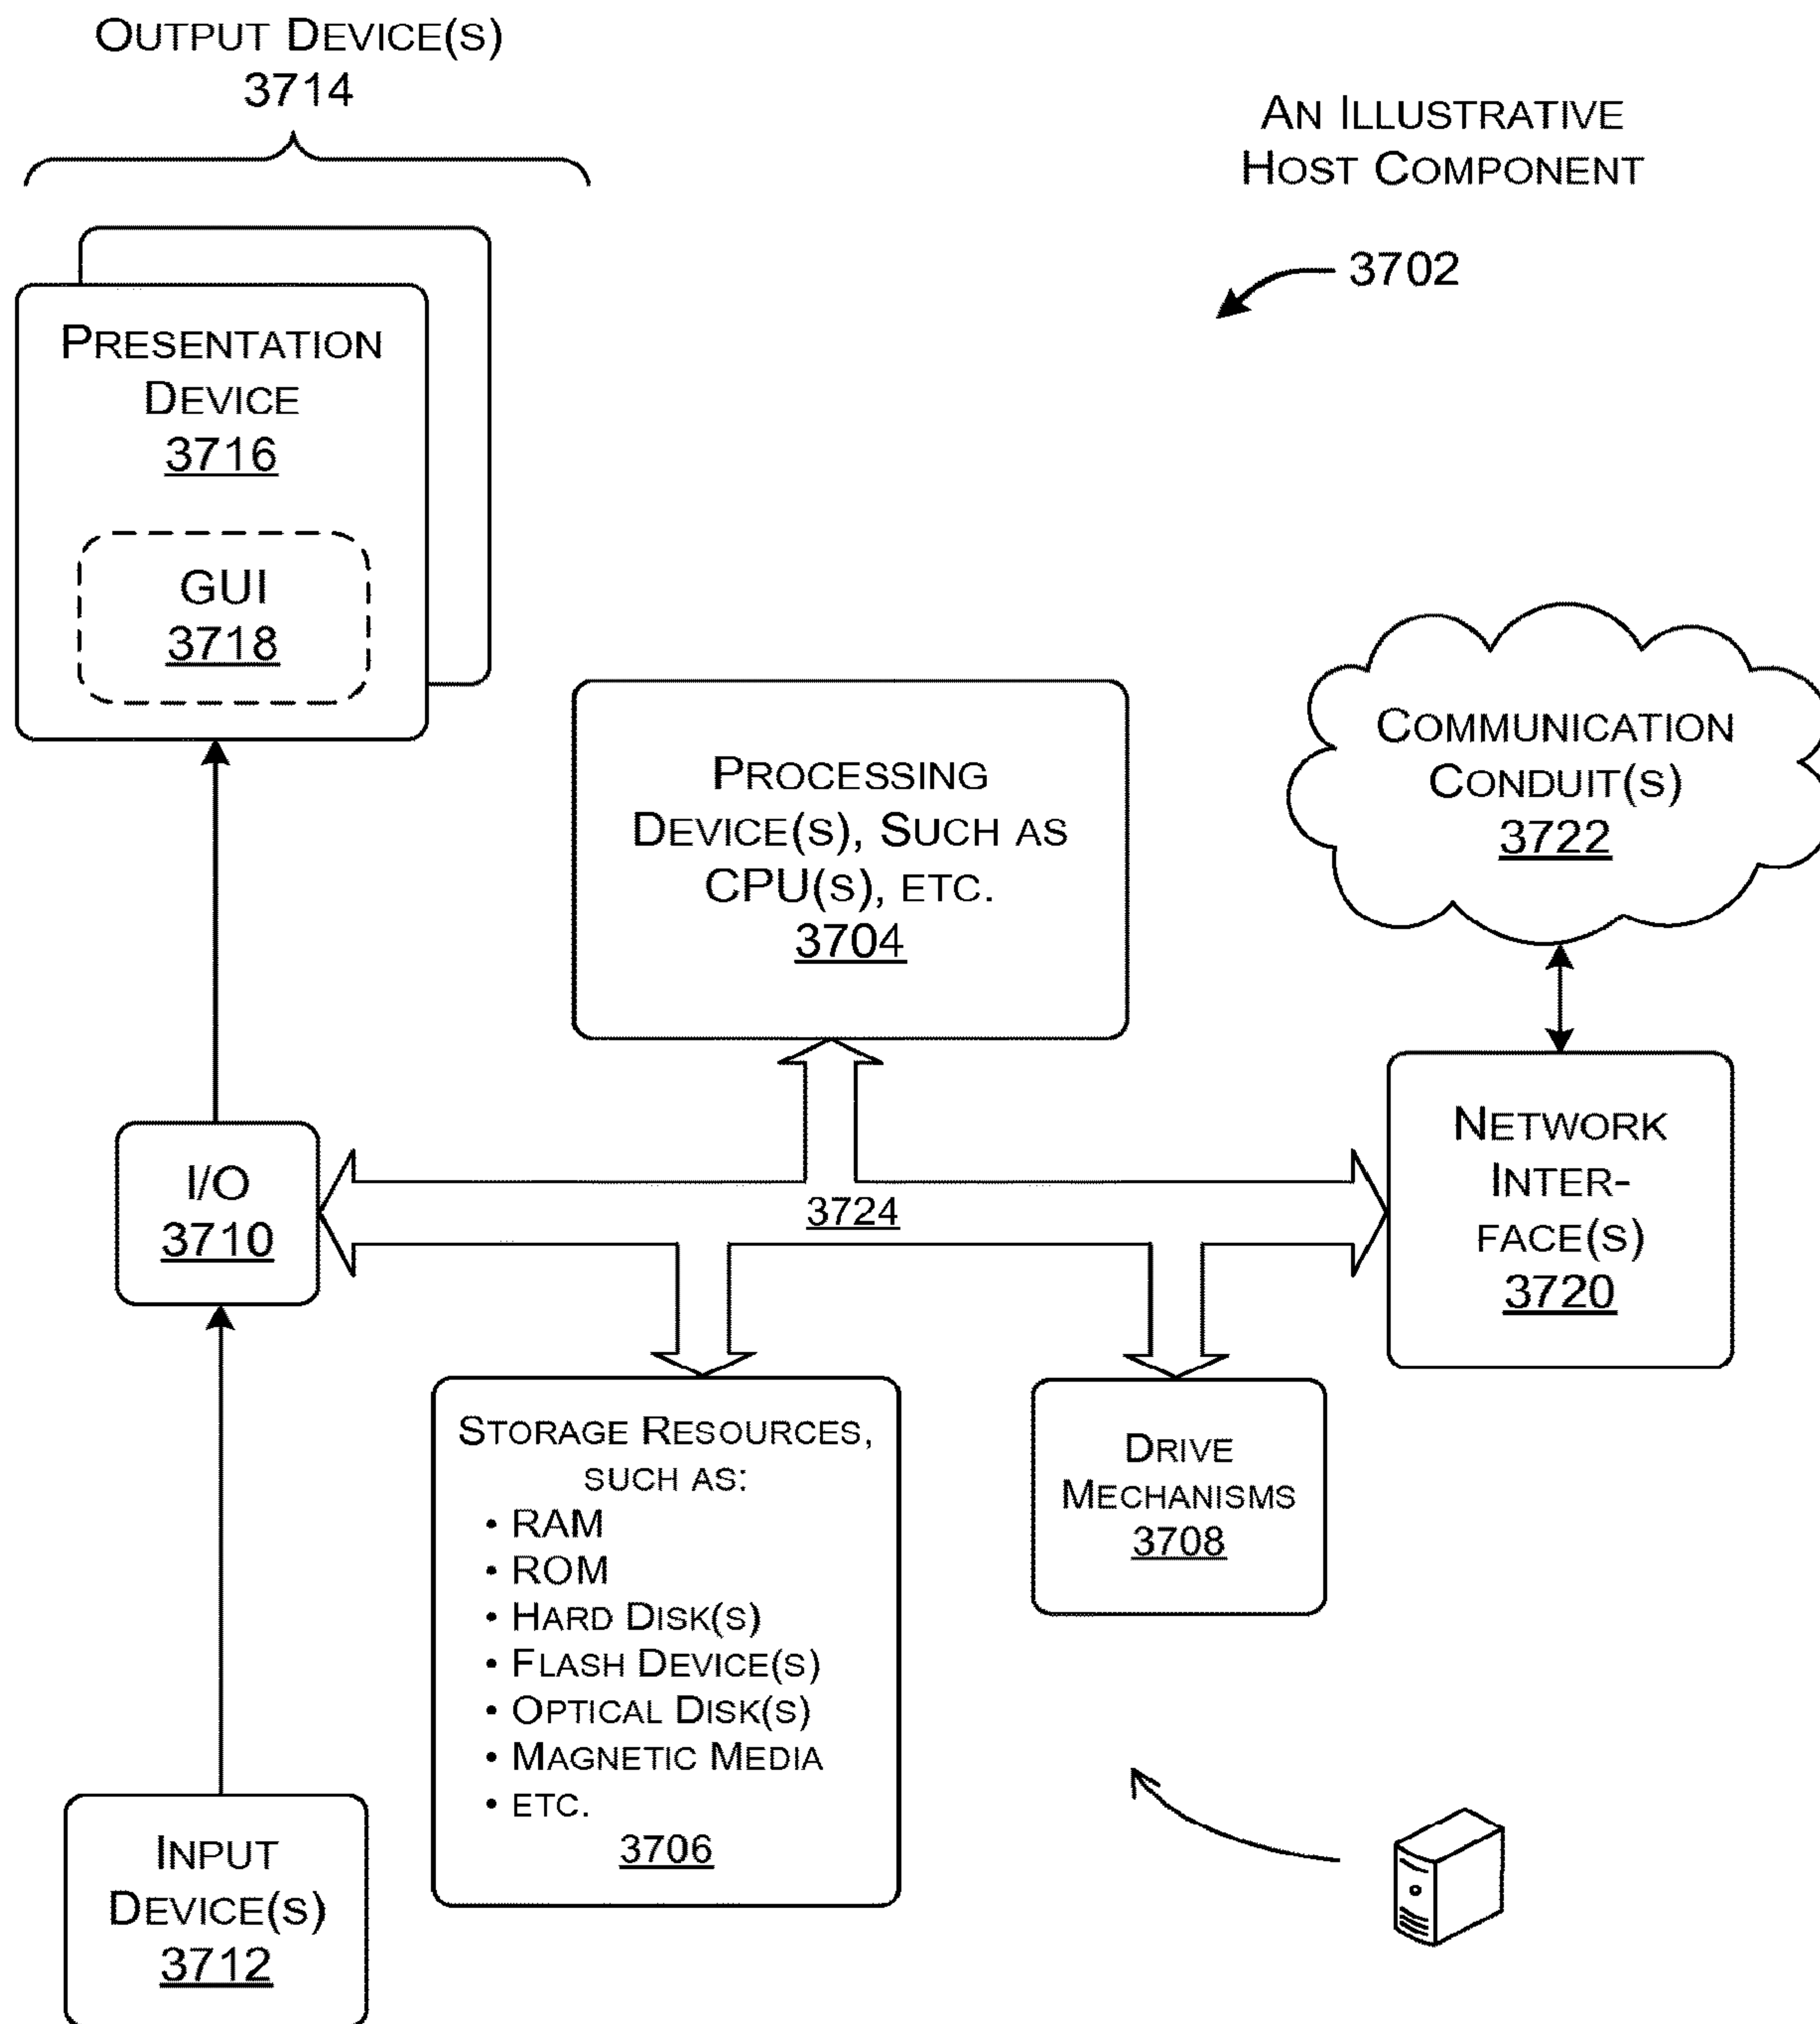 OUTPUT DEVICE(S)
3714
AN ILLUSTRATIVE
HOST COMPONENT
3702
PRESENTATION
DEVICE
3716
GUI
3718
PROCESSING
DEVICE(S), SUCH AS
CPU(S), ETC.
3704
COMMUNICATION
CONDUIT(S)
3722
I/O
3710
3724
NETWORK
INTER-
FACE(S)
3720
STORAGE RESOURCES,
SUCH AS:
• RAM
• ROM
• HARD DISK(S)
• FLASH DEVICE(S)
• OPTICAL DISK(S)
• MAGNETIC MEDIA
• ETC.
3706
DRIVE
MECHANISMS
3708
INPUT
DEVICE(S)
3712